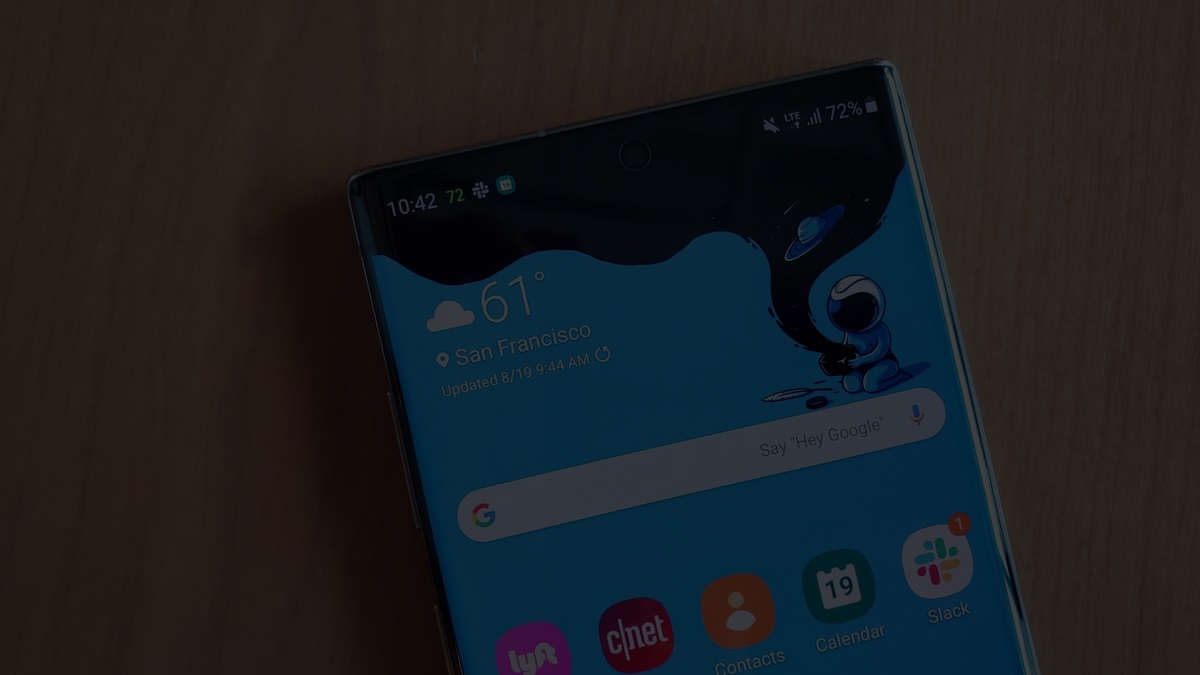 10:42 72
LTE 72%
61°
San Francisco
Updated 8/19 9:44 AM
Say "Hey Google"
G
lyft
c|net
Contacts
19
Calendar
1
Slack